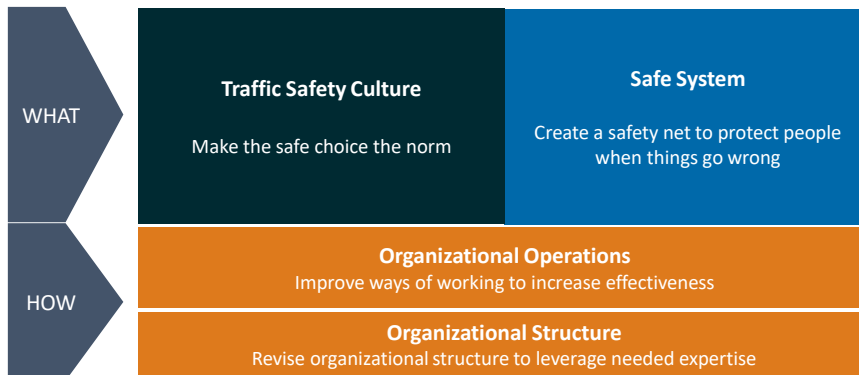 WHAT
Traffic Safety Culture
Make the safe choice the norm
Safe System
Create a safety net to protect people
when things go wrong
HOW
Organizational Operations
Improve ways of working to increase effectiveness
Organizational Structure
Revise organizational structure to leverage needed expertise